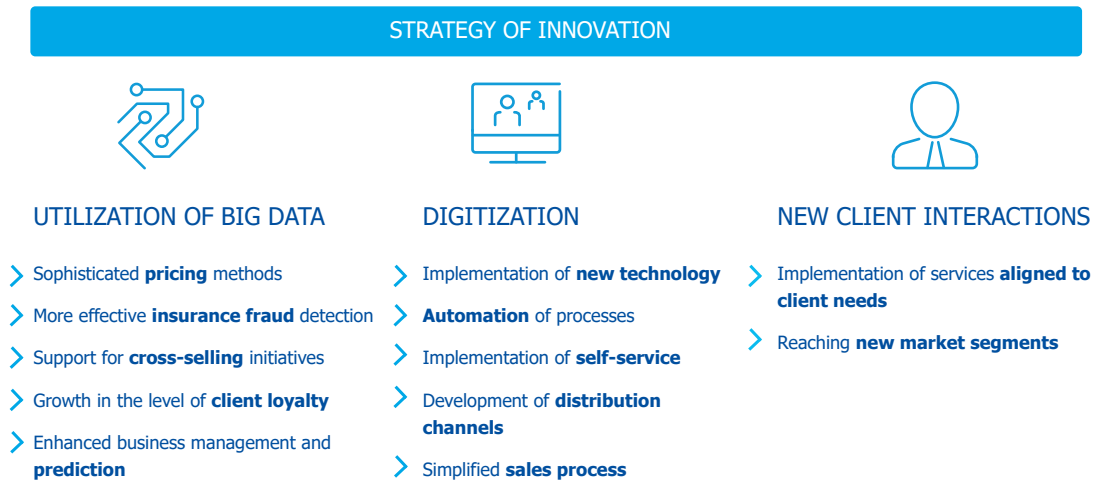 STRATEGY OF INNOVATION
UTILIZATION OF BIG DATA
Sophisticated pricing methods
More effective insurance fraud detection
Support for cross-selling initiatives
Growth in the level of client loyalty
Enhanced business management and
prediction
DIGITIZATION
Implementation of new technology
Automation of processes
Implementation of self-service
Development of distribution
channels
Simplified sales process
NEW CLIENT INTERACTIONS
Implementation of services aligned to
client needs
Reaching new market segments